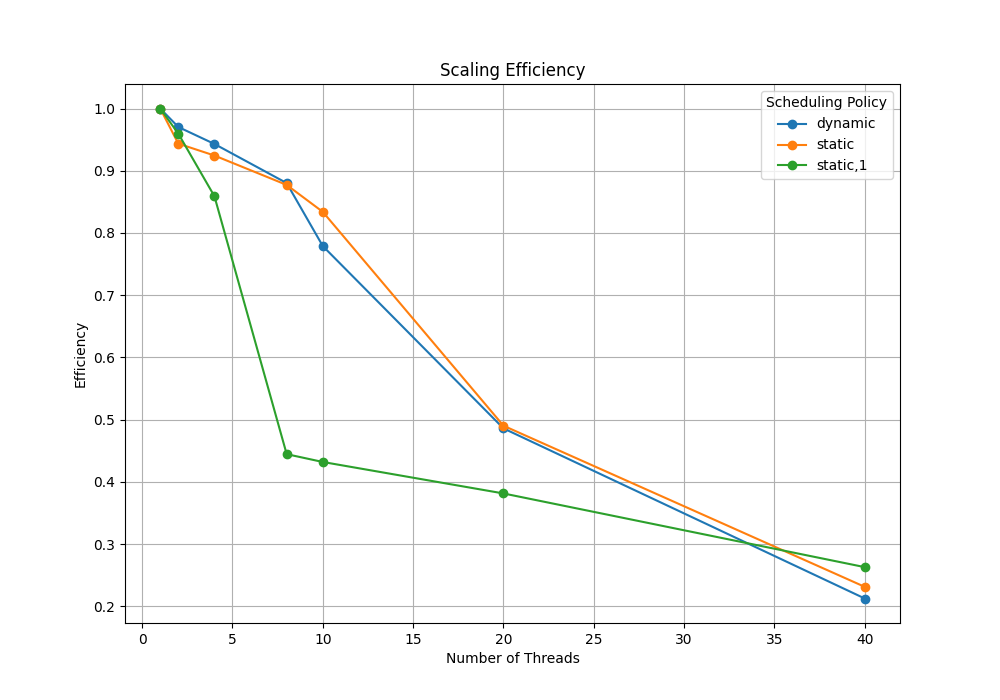 Scaling Efficiency
Scheduling Policy
dynamic
static
static,1
Efficiency
1.0
0.9
0.8
0.7
0.6
0.5
0.4
0.3
0.2
0 5 10 15 20 25 30 35 40
Number of Threads